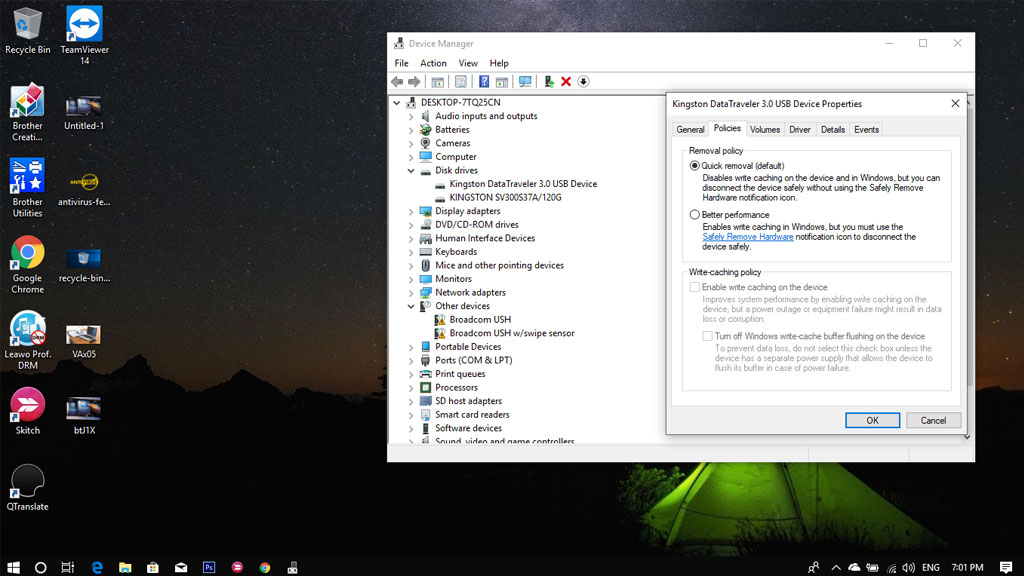 Recycle Bin
TeamViewer
14
Brother
Creati...
Untitled-1
Brother
Utilities
ANTIVIRUS
antivirus-fe...
Google
Chrome
recycle-bin...
Leawo Prof.
DRM
VAx05
Skitch
btJ1X
QTranslate
Device Manager
File Action View Help
DESKTOP-7TQ25CN
Audio inputs and outputs
Batteries
Cameras
Computer
Disk drives
Kingston DataTraveler 3.0 USB Device
KINGSTON SV300S37A/120G
Display adapters
DVD/CD-ROM drives
Human Interface Devices
Keyboards
Mice and other pointing devices
Monitors
Network adapters
Other devices
Broadcom USH
Broadcom USH w/swipe sensor
Portable Devices
Ports (COM & LPT)
Print queues
Processors
SD host adapters
Smart card readers
Software devices
Sound, video and game controllers
Kingston DataTraveler 3.0 USB Device Properties
General Policies Volumes Driver Details Events
Removal policy
Quick removal (default)
Disables write caching on the device and in Windows, but you can
disconnect the device safely without using the Safely Remove
Hardware notification icon.
Better performance
Enables write caching in Windows, but you must use the
Safely Remove Hardware notification icon to disconnect the
device safely.
Write-caching policy
Enable write caching on the device
Improves system performance by enabling write caching on the
device, but a power outage or equipment failure might result in data
loss or corruption.
Turn off Windows write-cache buffer flushing on the device
To prevent data loss, do not select this check box unless the
device has a separate power supply that allows the device to
flush its buffer in case of power failure.
OK Cancel
Ps
ENG 7:01 PM